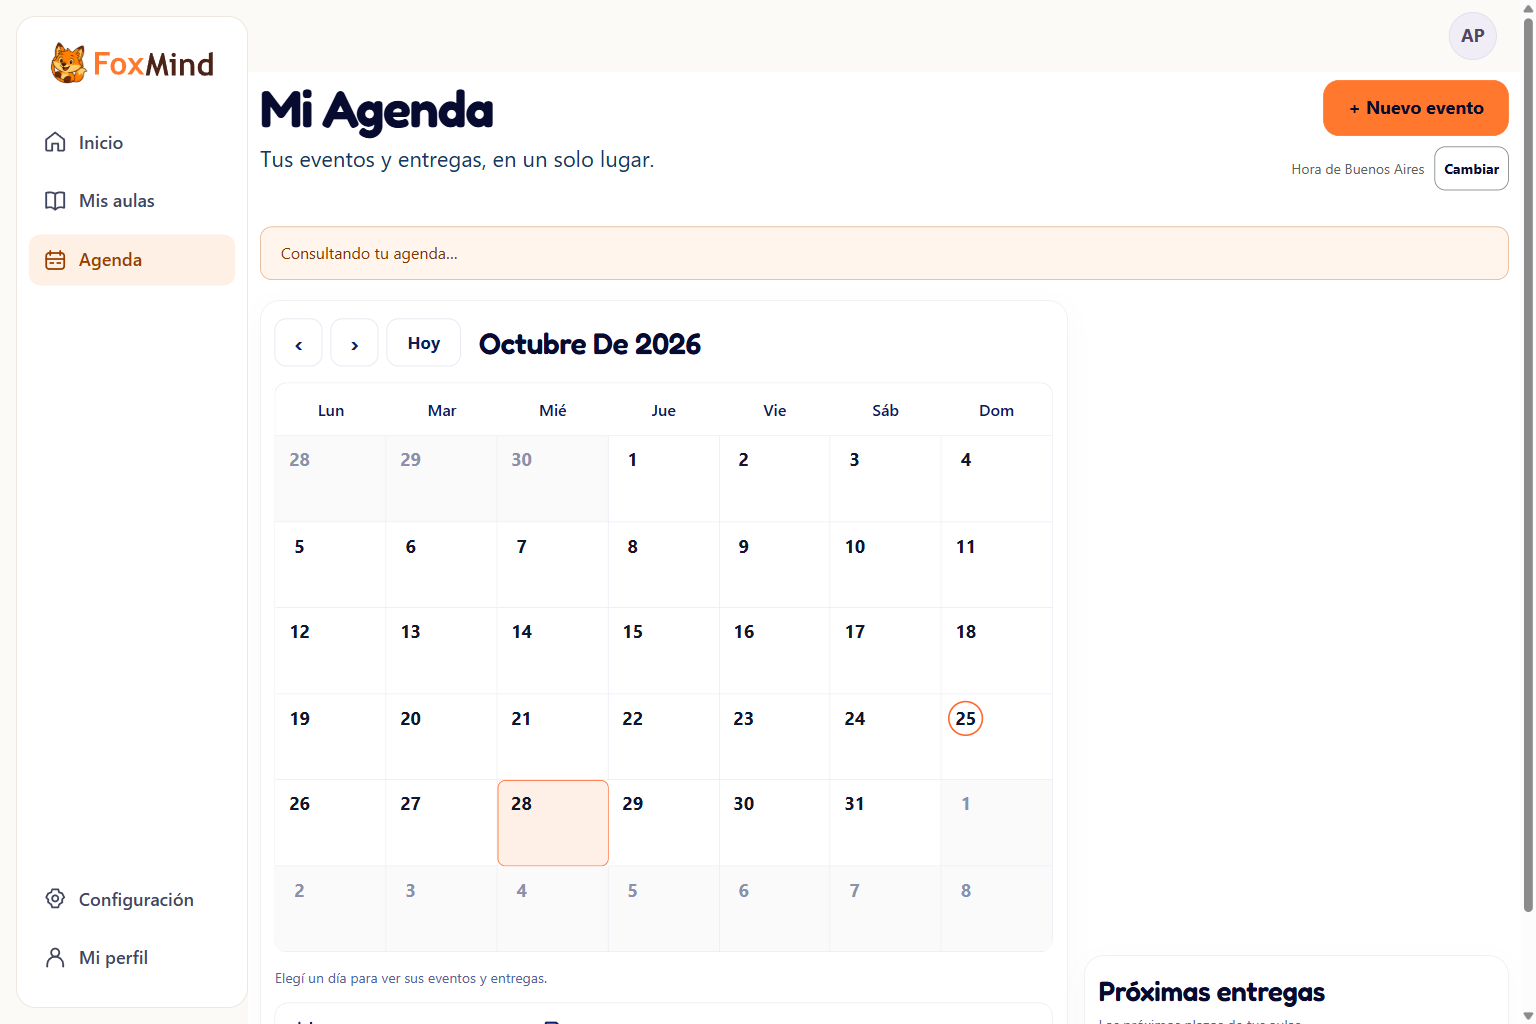 FoxMind
Inicio
Mis aulas
Agenda
Configuración
Mi perfil
AP
Mi Agenda
Tus eventos y entregas, en un solo lugar.
+ Nuevo evento
Hora de Buenos Aires
Cambiar
Consultando tu agenda...
‹ › Hoy Octubre De 2026
Lun Mar Mié Jue Vie Sáb Dom
28 29 30 1 2 3 4
5 6 7 8 9 10 11
12 13 14 15 16 17 18
19 20 21 22 23 24 25
26 27 28 29 30 31 1
2 3 4 5 6 7 8
Elegí un día para ver sus eventos y entregas.
Próximas entregas